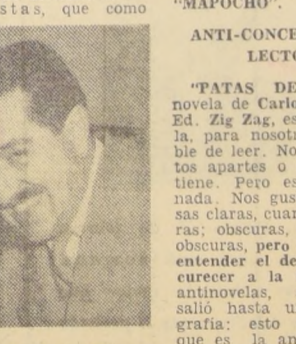 stas, que como
"MAPOCHO".
ANTI-CONCE
LECTO
"PATAS DE
novela de Carlo
Ed. Zig Zag, es
la, para nosotr
ble de leer. No
tos apartes o
tiene. Pero es
nada. Nos gus
sas claras, cuan
ras; obscuras,
obscuras, pero
entender el de
curecer a la
antinovelas,
salió hasta u
grafía: esto
que es la an